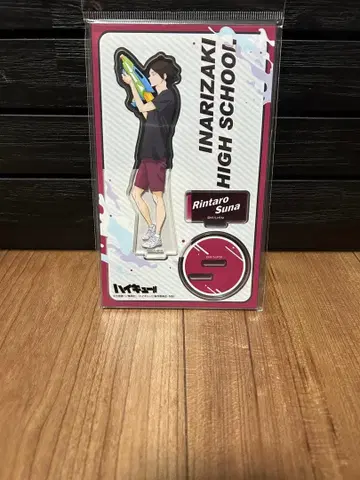 INARIZAKI
HIGH SCHOOL
Rintaro
Suna
ハイキュー!!